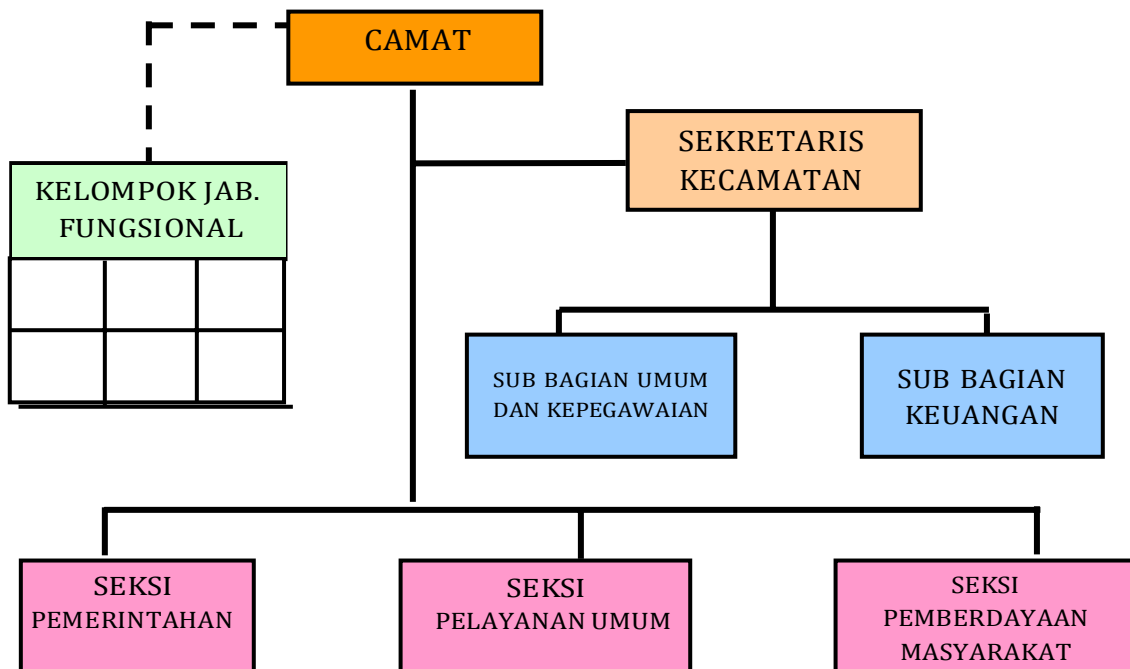 CAMAT
SEKRETARIS
KECAMATAN
KELOMPOK JAB.
FUNGSIONAL
SUB BAGIAN UMUM
DAN KEPEGAWAIAN
SUB BAGIAN
KEUANGAN
SEKSI
PEMERINTAHAN
SEKSI
PELAYANAN UMUM
SEKSI
PEMBERDAYAAN
MASYARAKAT